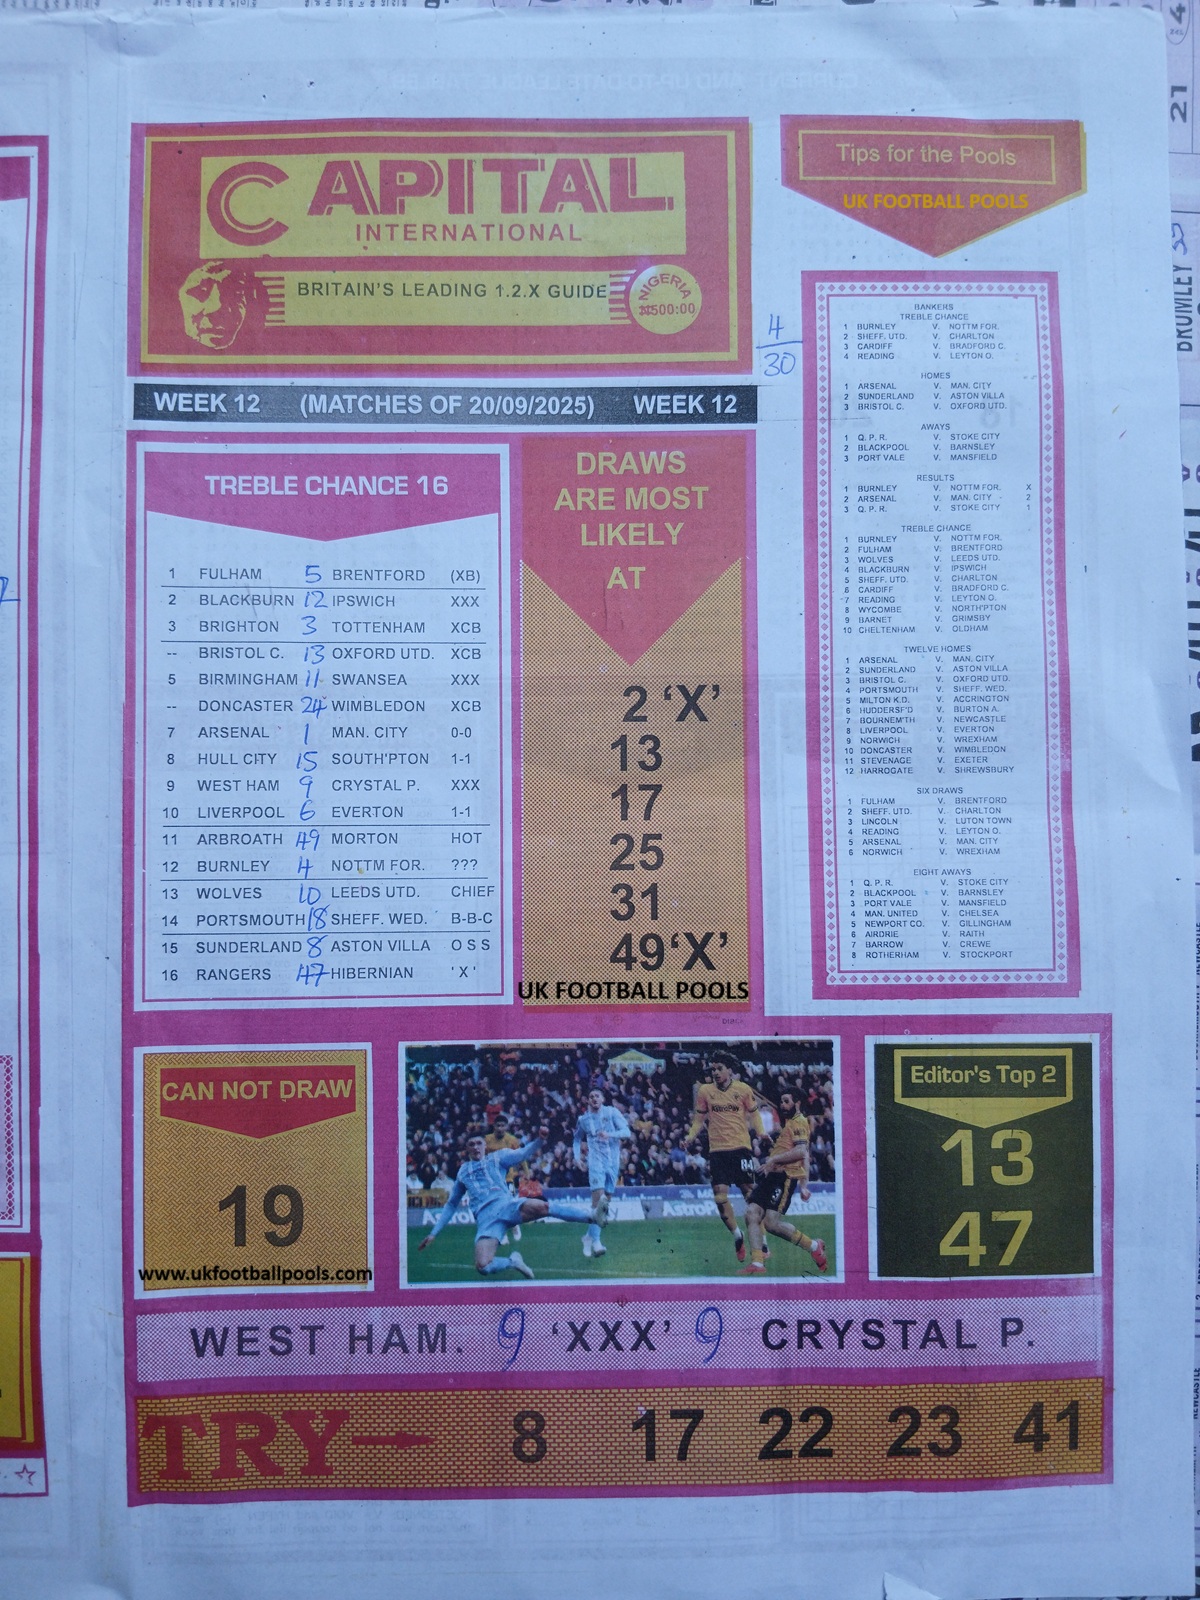 CAPITAL
INTERNATIONAL
BRITAIN'S LEADING 1.2.X GUIDE
NIGERIA
₦500:00
Tips for the Pools
UK FOOTBALL POOLS
4
30
WEEK 12 (MATCHES OF 20/09/2025) WEEK 12
TREBLE CHANCE 16
1 FULHAM 5 BRENTFORD (XB)
2 BLACKBURN 12 IPSWICH XXX
3 BRIGHTON 3 TOTTENHAM XCB
-- BRISTOL C. 13 OXFORD UTD. XCB
5 BIRMINGHAM 11 SWANSEA XXX
-- DONCASTER 24 WIMBLEDON XCB
7 ARSENAL 1 MAN. CITY 0-0
8 HULL CITY 15 SOUTH'PTON 1-1
9 WEST HAM 9 CRYSTAL P. XXX
10 LIVERPOOL 6 EVERTON 1-1
11 ARBROATH 49 MORTON HOT
12 BURNLEY 4 NOTTM FOR. ???
13 WOLVES 10 LEEDS UTD. CHIEF
14 PORTSMOUTH 18 SHEFF. WED. B-B-C
15 SUNDERLAND 8 ASTON VILLA O S S
16 RANGERS 47 HIBERNIAN 'X'
DRAWS
ARE MOST
LIKELY
AT
2 'X'
13
17
25
31
49 'X'
UK FOOTBALL POOLS
BANKERS
TREBLE CHANCE
1 BURNLEY V. NOTTM FOR.
2 SHEFF. UTD. V. CHARLTON
3 CARDIFF V. BRADFORD C.
4 READING V. LEYTON O.
HOMES
1 ARSENAL V. MAN. CITY
2 SUNDERLAND V. ASTON VILLA
3 BRISTOL C. V. OXFORD UTD.
AWAYS
1 Q. P. R. V. STOKE CITY
2 BLACKPOOL V. BARNSLEY
3 PORT VALE V. MANSFIELD
RESULTS
1 BURNLEY V. NOTTM FOR. X
2 ARSENAL V. MAN. CITY - 2
3 Q. P. R. V. STOKE CITY 1
TREBLE CHANCE
1 BURNLEY V. NOTTM FOR.
2 FULHAM V. BRENTFORD
3 WOLVES V. LEEDS UTD.
4 BLACKBURN V. IPSWICH
5 SHEFF. UTD. V. CHARLTON
6 CARDIFF V. BRADFORD C.
7 READING V. LEYTON O.
8 WYCOMBE V. NORTH'PTON
9 BARNET V. GRIMSBY
10 CHELTENHAM V. OLDHAM
TWELVE HOMES
1 ARSENAL V. MAN. CITY
2 SUNDERLAND V. ASTON VILLA
3 BRISTOL C. V. OXFORD UTD.
4 PORTSMOUTH V. SHEFF. WED.
5 MILTON K.D. V. ACCRINGTON
6 HUDDERSF'D V. BURTON A.
7 BOURNEM'TH V. NEWCASTLE
8 LIVERPOOL V. EVERTON
9 NORWICH V. WREXHAM
10 DONCASTER V. WIMBLEDON
11 STEVENAGE V. EXETER
12 HARROGATE V. SHREWSBURY
SIX DRAWS
1 FULHAM V. BRENTFORD
2 SHEFF. UTD. V. CHARLTON
3 LINCOLN V. LUTON TOWN
4 READING V. LEYTON O.
5 ARSENAL V. MAN. CITY
6 NORWICH V. WREXHAM
EIGHT AWAYS
1 Q. P. R. V. STOKE CITY
2 BLACKPOOL V. BARNSLEY
3 PORT VALE V. MANSFIELD
4 MAN. UNITED V. CHELSEA
5 NEWPORT CO. V. GILLINGHAM
6 AIRDRIE V. RAITH
7 BARROW V. CREWE
8 ROTHERHAM V. STOCKPORT
CAN NOT DRAW
19
www.ukfootballpools.com
AstroPay
Editor's Top 2
13
47
WEST HAM. 9 'XXX' 9 CRYSTAL P.
TRY 8 17 22 23 41
21
BROMLEY